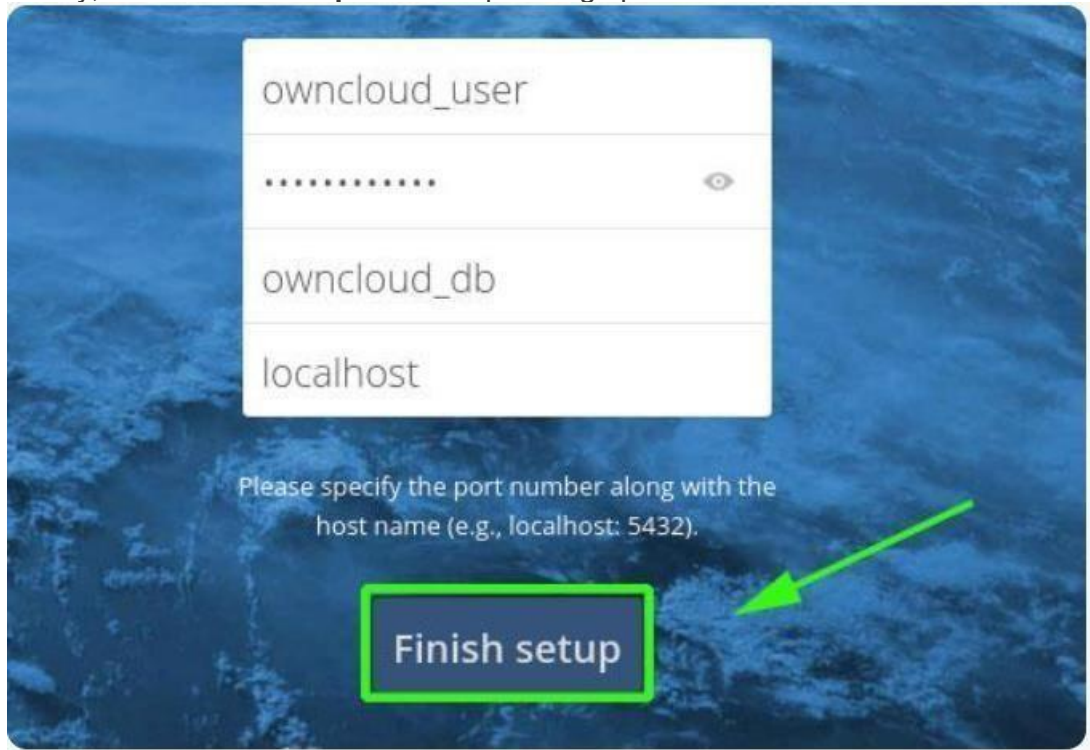 owncloud_user
••••••••••••
owncloud_db
localhost
Please specify the port number along with the
host name (e.g., localhost: 5432).
Finish setup